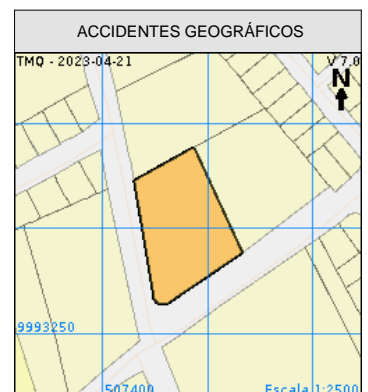 ACCIDENTES GEOGRÁFICOS
TMQ - 2023-04-21
V 7.0
N
9993250
507400
Escala 1:2500